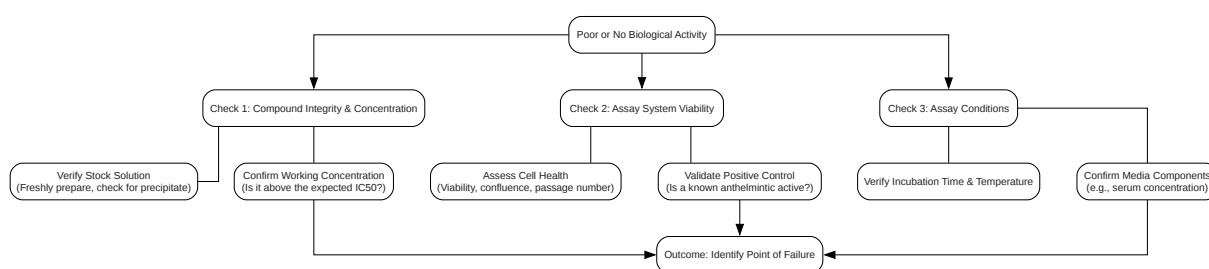 Poor or No Biological Activity
Check 1: Compound Integrity & Concentration
Check 2: Assay System Viability
Check 3: Assay Conditions
Verify Stock Solution
(Freshly prepare, check for precipitate)
Confirm Working Concentration
(Is it above the expected IC50?)
Assess Cell Health
(Viability, confluence, passage number)
Validate Positive Control
(Is a known anthelmintic active?)
Verify Incubation Time & Temperature
Confirm Media Components
(e.g., serum concentration)
Outcome: Identify Point of Failure